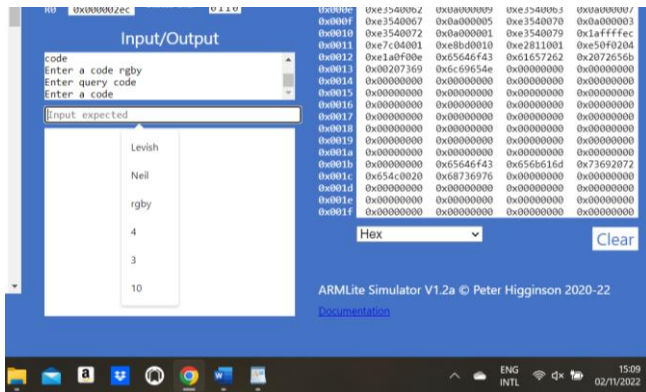 R0 0x000002ec 0110
Input/Output
code
Enter a code rgby
Enter query code
Enter a code
Input expected
Levish
Neil
rgby
4
3
10
0x000e 0xe3540062 0x0a000009 0xe3540063 0x0a000007
0x000f 0xe3540067 0x0a000005 0xe3540070 0x0a000003
0x0010 0xe3540072 0x0a000001 0xe3540079 0x1affffec
0x0011 0xe7c04001 0xe8bd0010 0xe2811001 0xe50f0204
0x0012 0xe1a0f00e 0x65646f43 0x61657262 0x2072656b
0x0013 0x00207369 0x6c69654e 0x00000000 0x00000000
0x0014 0x00000000 0x00000000 0x00000000 0x00000000
0x0015 0x00000000 0x00000000 0x00000000 0x00000000
0x0016 0x00000000 0x00000000 0x00000000 0x00000000
0x0017 0x00000000 0x00000000 0x00000000 0x00000000
0x0018 0x00000000 0x00000000 0x00000000 0x00000000
0x0019 0x00000000 0x00000000 0x00000000 0x00000000
0x001a 0x00000000 0x00000000 0x00000000 0x00000000
0x001b 0x00000000 0x65646f43 0x656b616d 0x73692072
0x001c 0x654c0020 0x68736976 0x00000000 0x00000000
0x001d 0x00000000 0x00000000 0x00000000 0x00000000
0x001e 0x00000000 0x00000000 0x00000000 0x00000000
0x001f 0x00000000 0x00000000 0x00000000 0x00000000
Hex
Clear
ARMLite Simulator V1.2a © Peter Higginson 2020-22
Documentation
ENG
INTL
15:09
02/11/2022